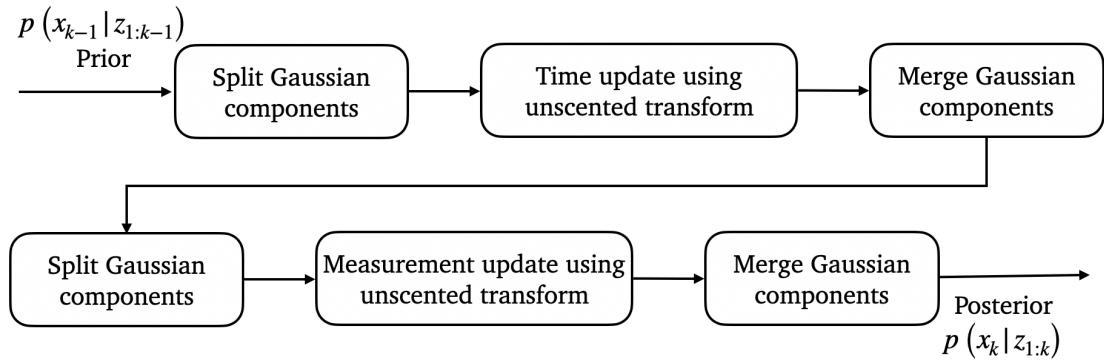 p (x_{k−1} | z_{1:k−1})
Prior
Split Gaussian
components
Time update using
unscented transform
Merge Gaussian
components
Split Gaussian
components
Measurement update using
unscented transform
Merge Gaussian
components
Posterior
p (x_k | z_{1:k})